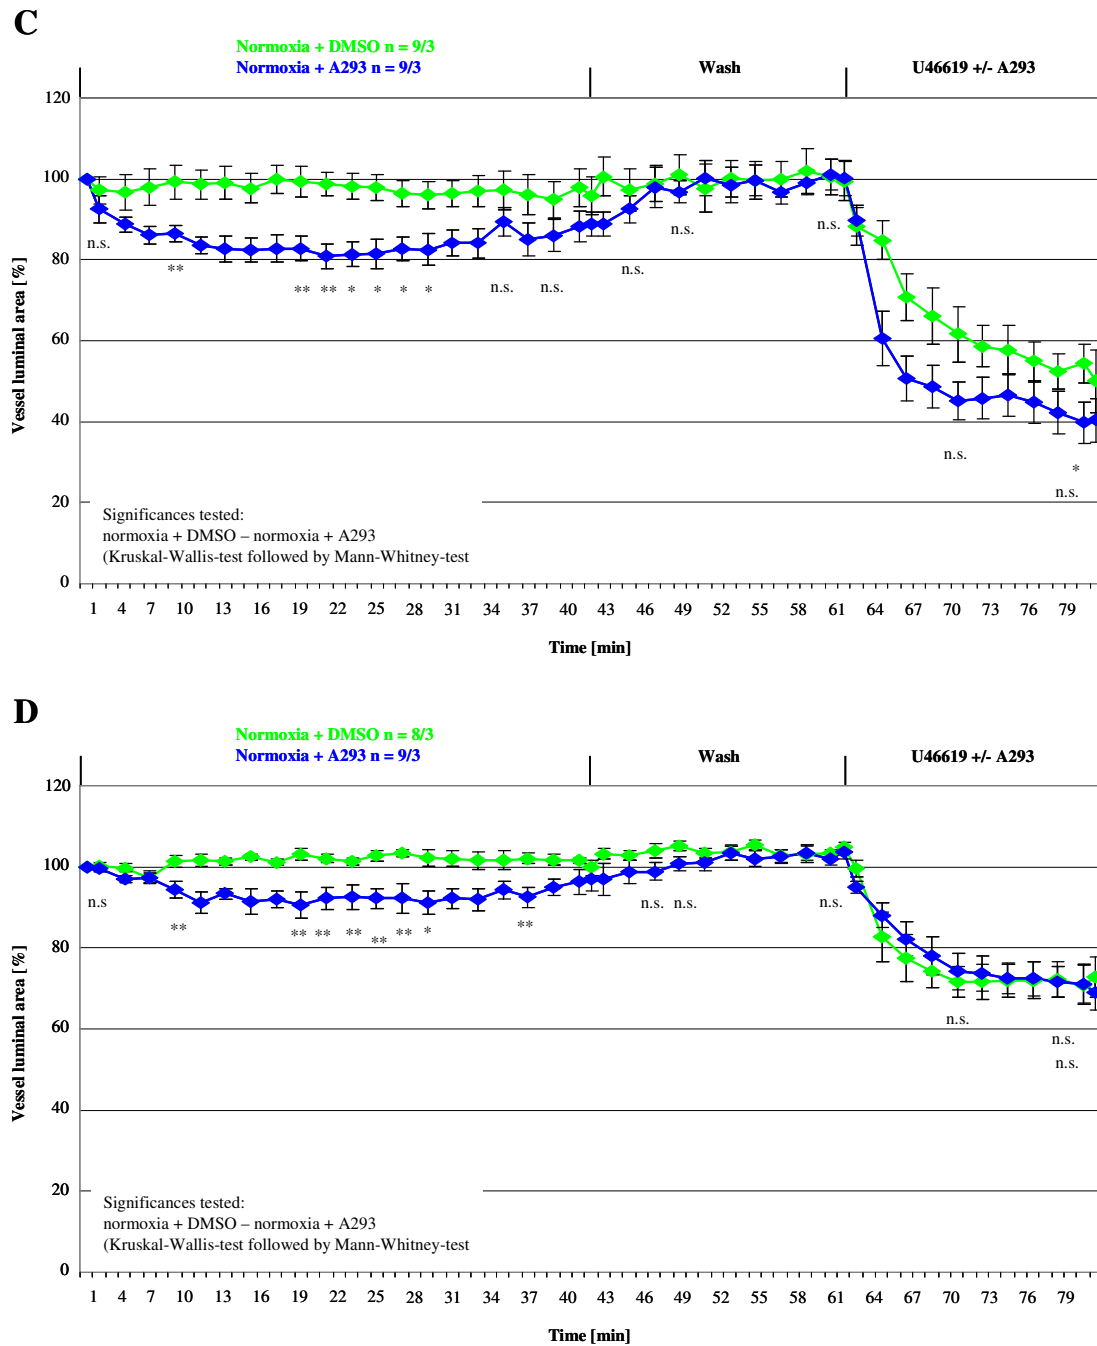 C
Normoxia + DMSO n = 9/3
Normoxia + A293 n = 9/3
Wash
U46619 +/- A293
120
100
80
60
40
20
0
Vessel luminal area [%]
n.s.
**
** ** * * * *
n.s. n.s.
n.s.
n.s.
n.s.
n.s.
*
n.s.
Significances tested:
normoxia + DMSO – normoxia + A293
(Kruskal-Wallis-test followed by Mann-Whitney-test
1 4 7 10 13 16 19 22 25 28 31 34 37 40 43 46 49 52 55 58 61 64 67 70 73 76 79
Time [min]
D
Normoxia + DMSO n = 8/3
Normoxia + A293 n = 9/3
Wash
U46619 +/- A293
120
100
80
60
40
20
0
Vessel luminal area [%]
n.s
**
** ** ** ** ** *
**
n.s. n.s.
n.s.
n.s.
n.s.
n.s.
Significances tested:
normoxia + DMSO – normoxia + A293
(Kruskal-Wallis-test followed by Mann-Whitney-test
1 4 7 10 13 16 19 22 25 28 31 34 37 40 43 46 49 52 55 58 61 64 67 70 73 76 79
Time [min]